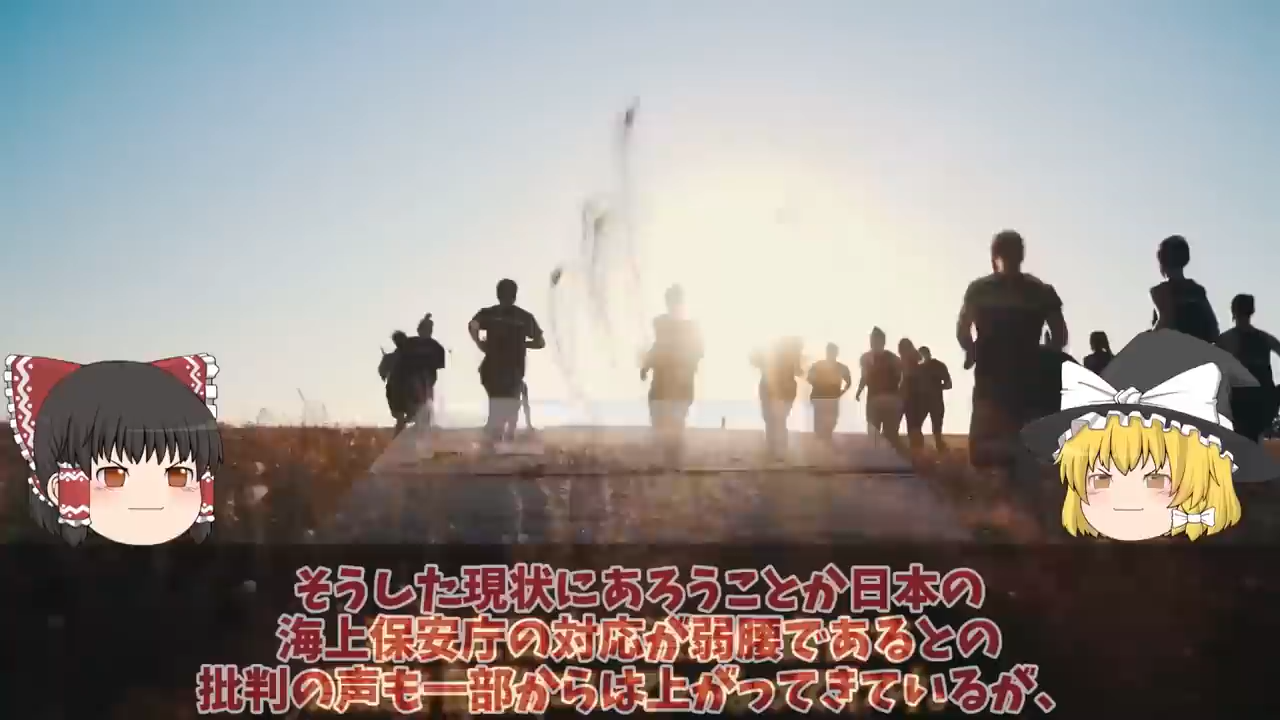 そうした現状にあろうことか日本の
海上保安庁の対応が弱腰であるとの
批判の声も一部からは上がってきているが、